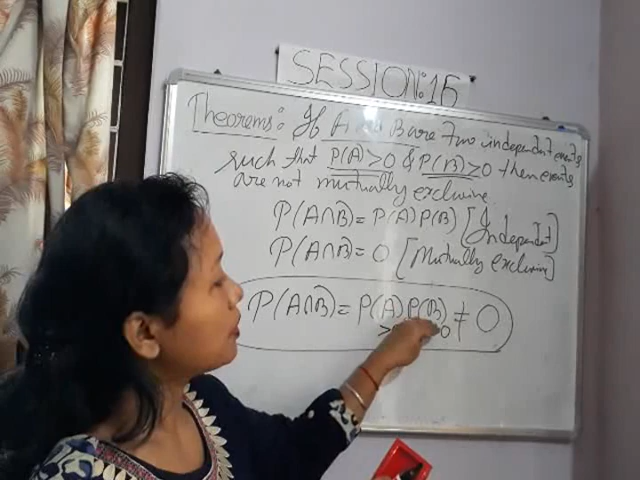 SESSION:16
Theorems: If A and B are two independent events
such that P(A)>0 & P(B)>0 then events
are not mutually exclusive
P(A∩B)= P(A)P(B) [Independent]
P(A∩B)= 0 [Mutually exclusive]
P(A∩B)= P(A)P(B) ≠ 0
> 0